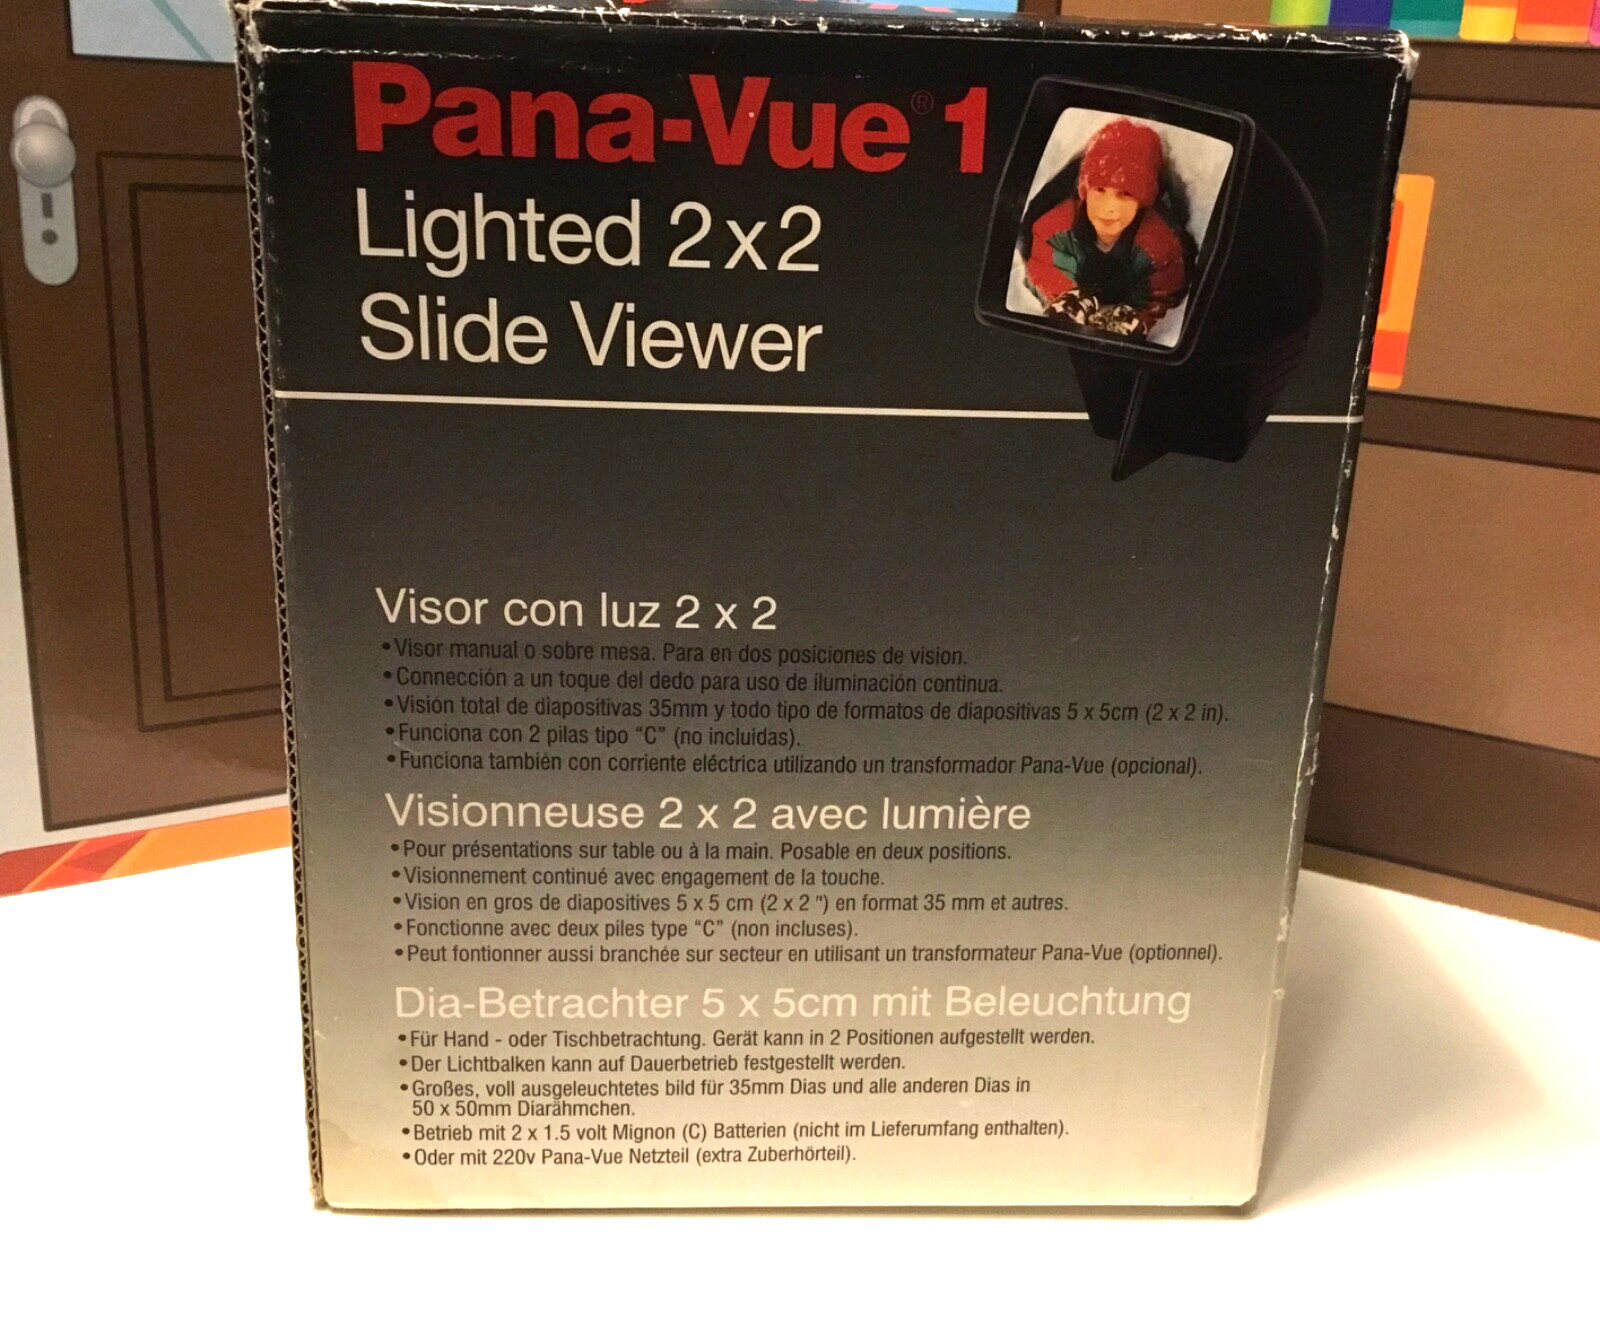 Pana-Vue® 1
Lighted 2x2
Slide Viewer
Visor con luz 2 x 2
•Visor manual o sobre mesa. Para en dos posiciones de vision.
•Connección a un toque del dedo para uso de iluminación continua.
•Visión total de diapositivas 35mm y todo tipo de formatos de diapositivas 5 x 5cm (2 x 2 in).
•Funciona con 2 pilas tipo “C” (no incluidas).
•Funciona también con corriente eléctrica utilizando un transformador Pana-Vue (opcional).
Visionneuse 2 x 2 avec lumière
•Pour présentations sur table ou à la main. Posable en deux positions.
•Visionnement continué avec engagement de la touche.
•Vision en gros de diapositives 5 x 5 cm (2 x 2 ") en format 35 mm et autres.
•Fonctionne avec deux piles type “C” (non incluses).
•Peut fontionner aussi branchée sur secteur en utilisant un transformateur Pana-Vue (optionnel).
Dia-Betrachter 5 x 5cm mit Beleuchtung
•Für Hand - oder Tischbetrachtung. Gerät kann in 2 Positionen aufgestellt werden.
•Der Lichtbalken kann auf Dauerbetrieb festgestellt werden.
•Großes, voll ausgeleuchtetes bild für 35mm Dias und alle anderen Dias in
50 x 50mm Diarähmchen.
•Betrieb mit 2 x 1.5 volt Mignon (C) Batterien (nicht im Lieferumfang enthalten).
•Oder mit 220v Pana-Vue Netzteil (extra Zuberhörteil).